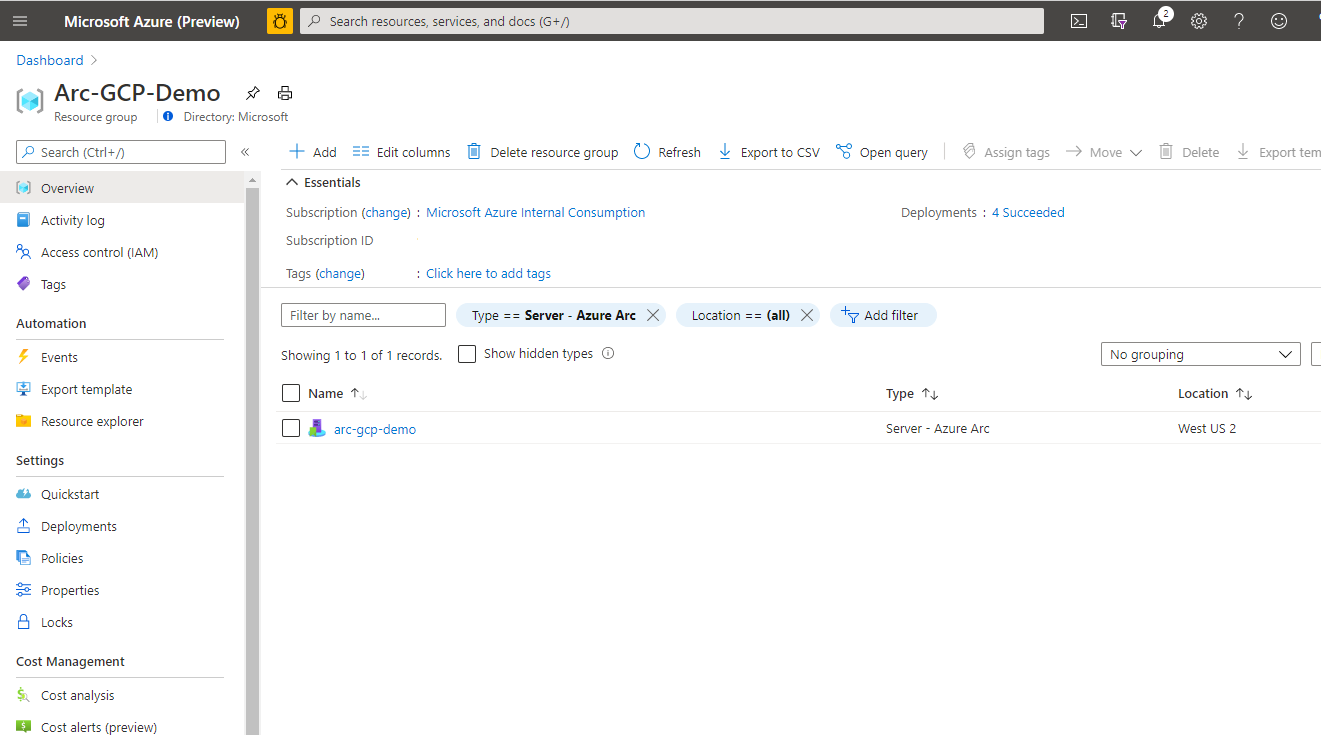 Microsoft Azure (Preview)
Search resources, services, and docs (G+/)
2
Dashboard
Arc-GCP-Demo
Resource group
Directory: Microsoft
Search (Ctrl+/)
Add
Edit columns
Delete resource group
Refresh
Export to CSV
Open query
Assign tags
Move
Delete
Export tem
Overview
Activity log
Access control (IAM)
Tags
Automation
Events
Export template
Resource explorer
Settings
Quickstart
Deployments
Policies
Properties
Locks
Cost Management
Cost analysis
Cost alerts (preview)
Essentials
Subscription (change) : Microsoft Azure Internal Consumption
Deployments : 4 Succeeded
Subscription ID
Tags (change) : Click here to add tags
Filter by name...
Type == Server - Azure Arc
Location == (all)
Add filter
Showing 1 to 1 of 1 records.
Show hidden types
No grouping
Name
Type
Location
arc-gcp-demo
Server - Azure Arc
West US 2